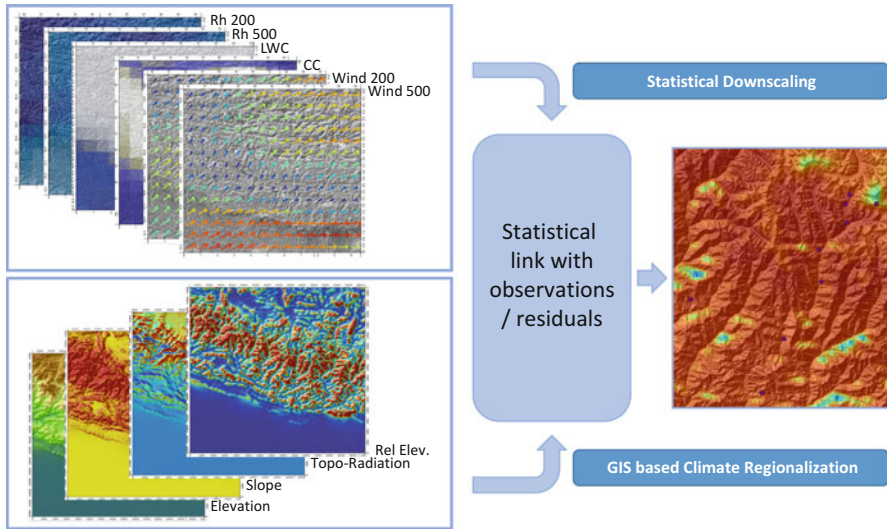 Rh 200
Rh 500
LWC
CC
Wind 200
Wind 500
Statistical Downscaling
Statistical
link with
observations
/ residuals
Rel Elev.
Topo-Radiation
Slope
Elevation
GIS based Climate Regionalization